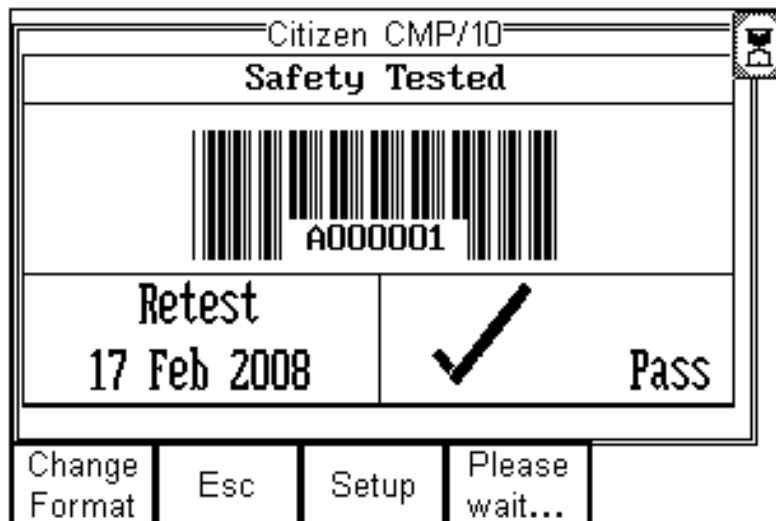 Citizen CMP/10
Safety Tested
A000001
Retest
17 Feb 2008
Pass
Change
Format
Esc
Setup
Please
wait...